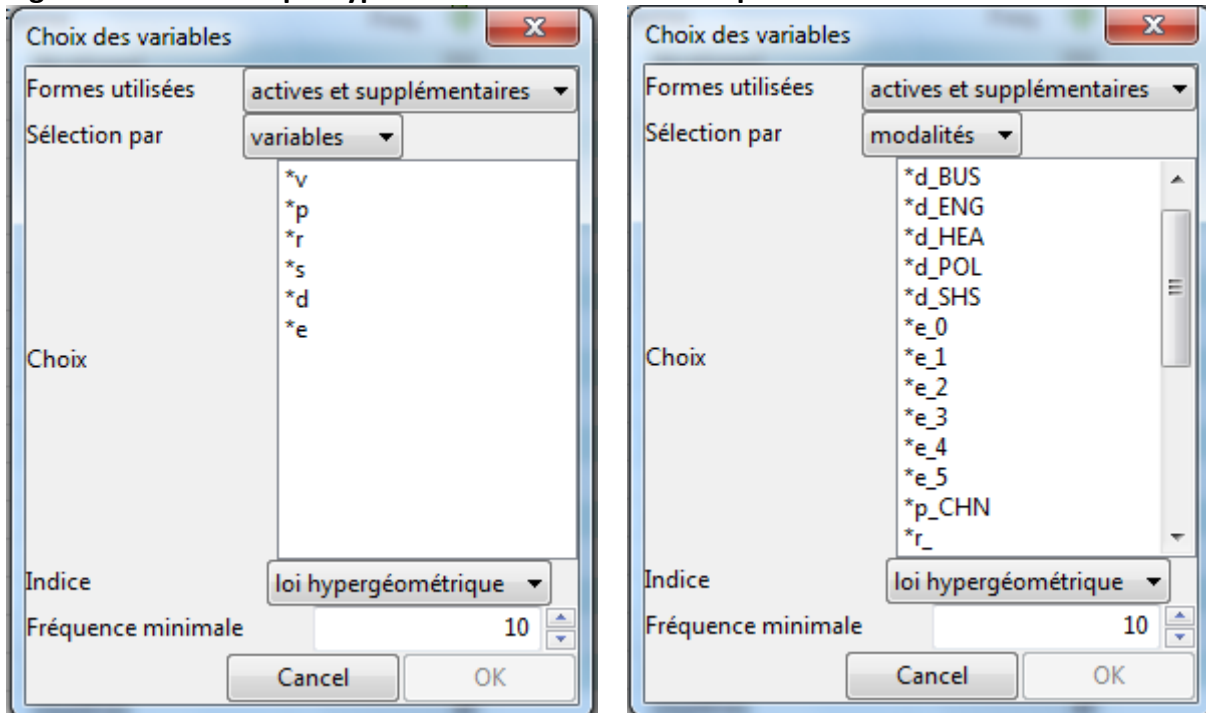 Choix des variables
Formes utilisées actives et supplémentaires
Sélection par variables
*v
*p
*r
*s
*d
*e
Choix
Indice loi hypergéométrique
Fréquence minimale 10
Cancel OK
Choix des variables
Formes utilisées actives et supplémentaires
Sélection par modalités
*d_BUS
*d_ENG
*d_HEA
*d_POL
*d_SHS
*e_0
*e_1
Choix
*e_2
*e_3
*e_4
*e_5
*p_CHN
*r_
Indice loi hypergéométrique
Fréquence minimale 10
Cancel OK